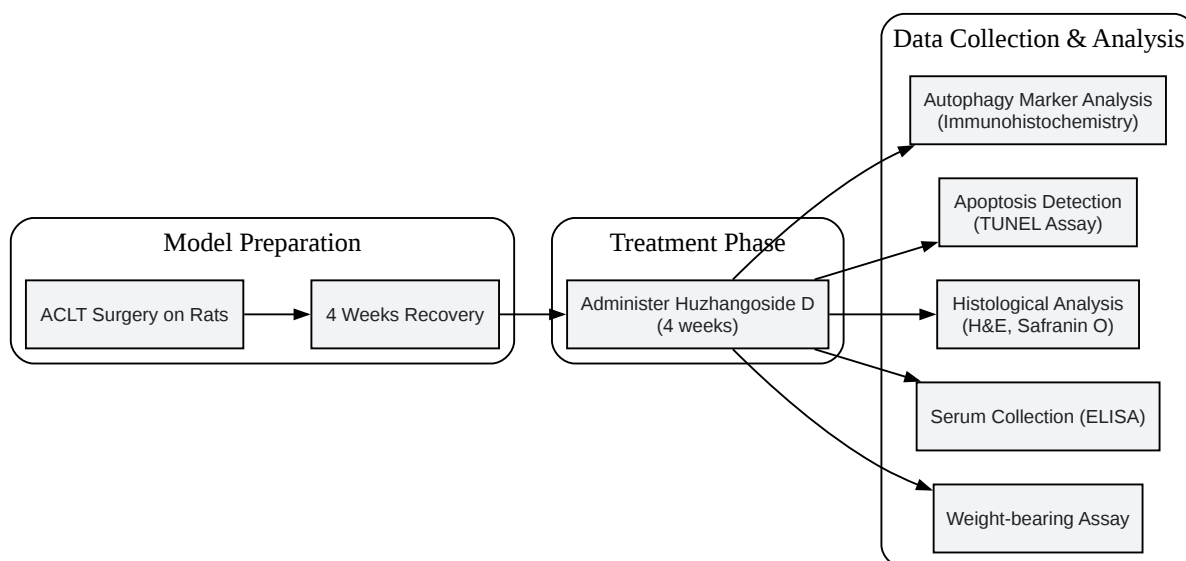 Model Preparation
ACLT Surgery on Rats
4 Weeks Recovery
Treatment Phase
Administer Huzhangoside D
(4 weeks)
Data Collection & Analysis
Autophagy Marker Analysis
(Immunohistochemistry)
Apoptosis Detection
(TUNEL Assay)
Histological Analysis
(H&E, Safranin O)
Serum Collection (ELISA)
Weight-bearing Assay